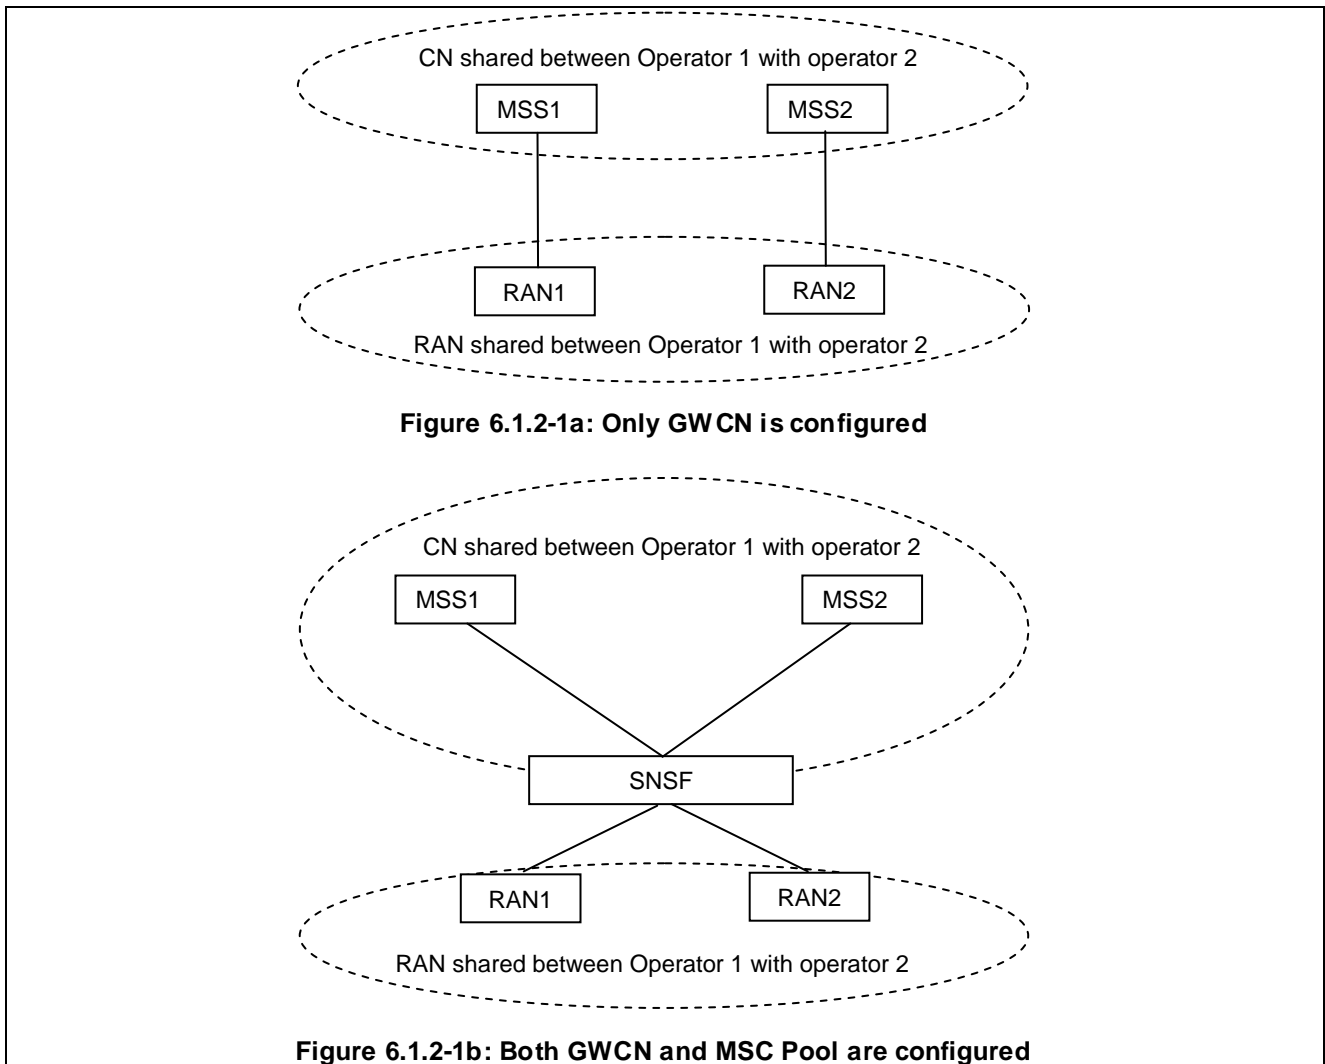 CN shared between Operator 1 with operator 2
MSS1 MSS2
RAN1 RAN2
RAN shared between Operator 1 with operator 2
Figure 6.1.2-1a: Only GWCN is configured
CN shared between Operator 1 with operator 2
MSS1 MSS2
SNSF
RAN1 RAN2
RAN shared between Operator 1 with operator 2
Figure 6.1.2-1b: Both GWCN and MSC Pool are configured